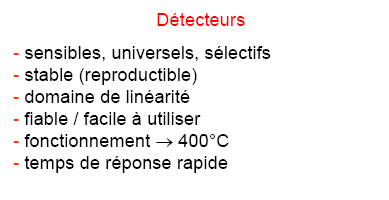 Détecteurs
- sensibles, universels, sélectifs
- stable (reproductible)
- domaine de linéarité
- fiable / facile à utiliser
- fonctionnement → 400°C
- temps de réponse rapide